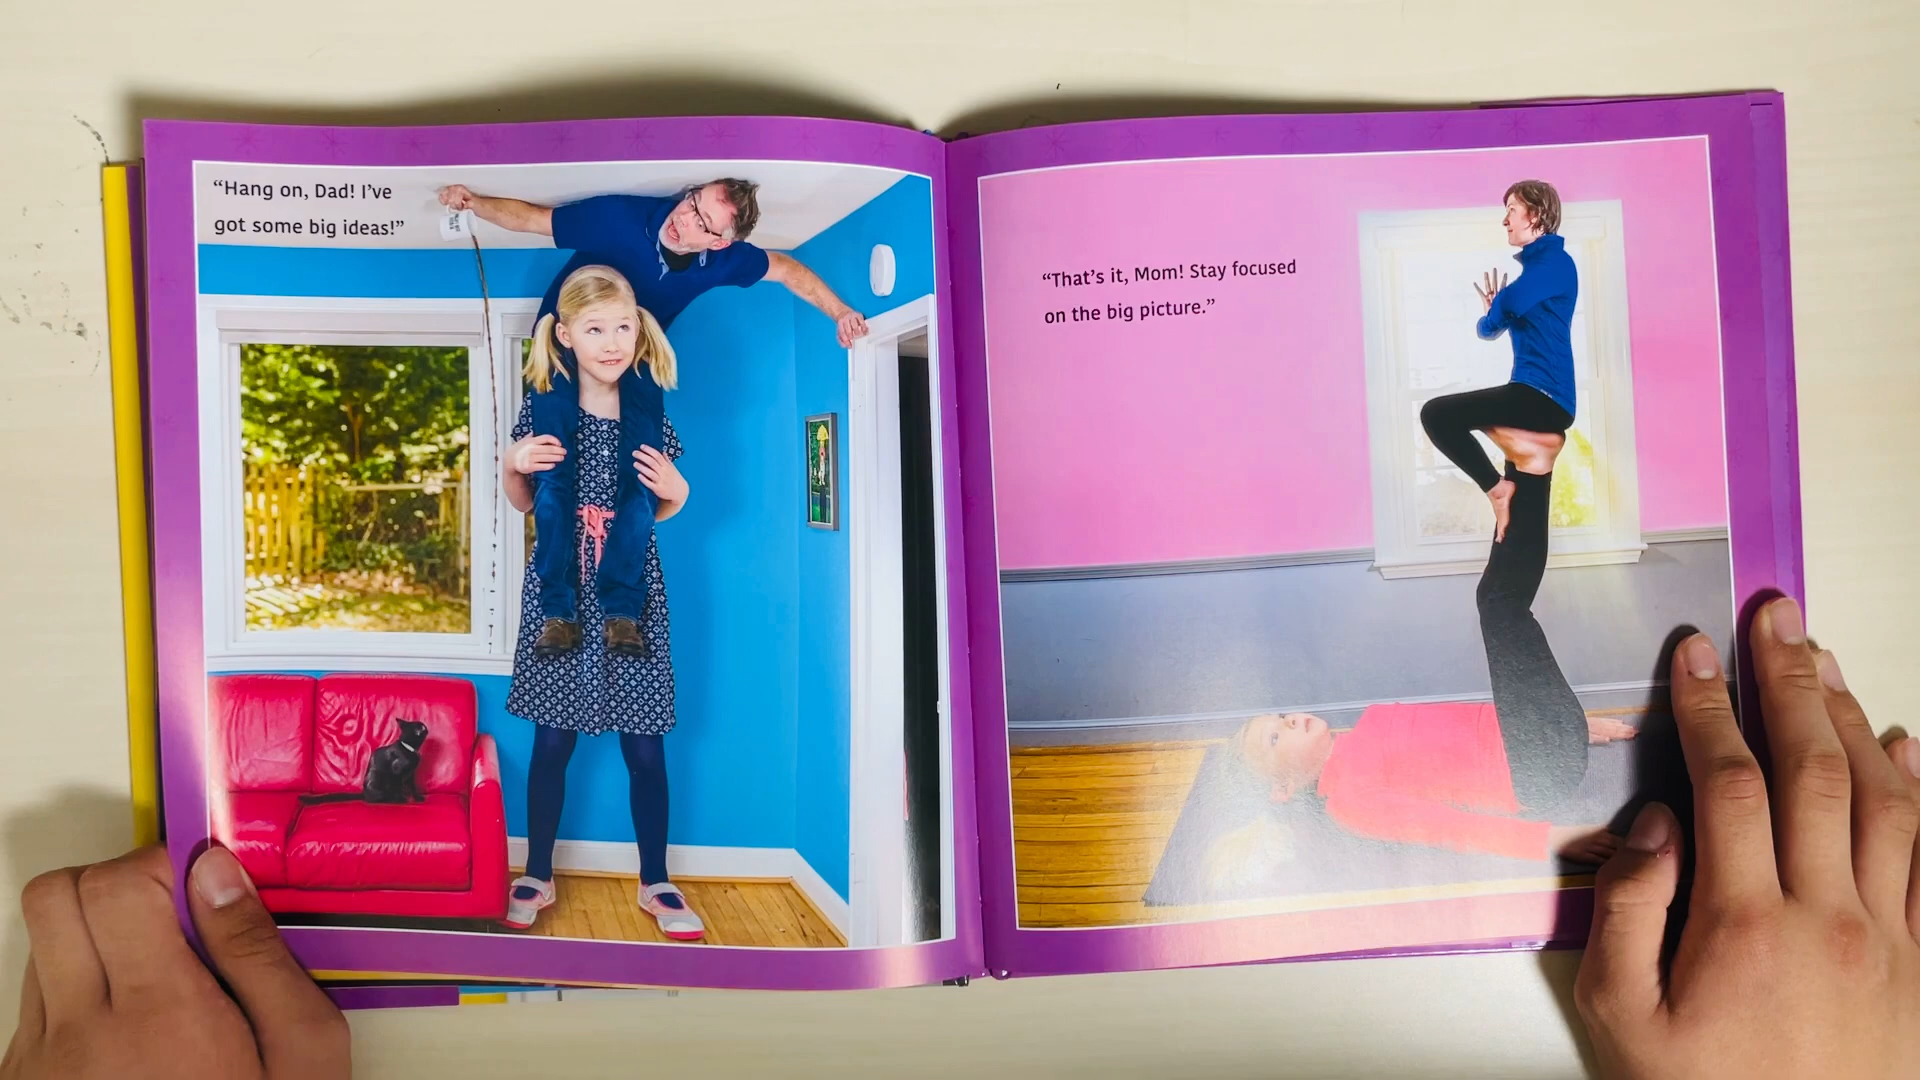 “Hang on, Dad! I’ve
got some big ideas!”
“That’s it, Mom! Stay focused
on the big picture.”